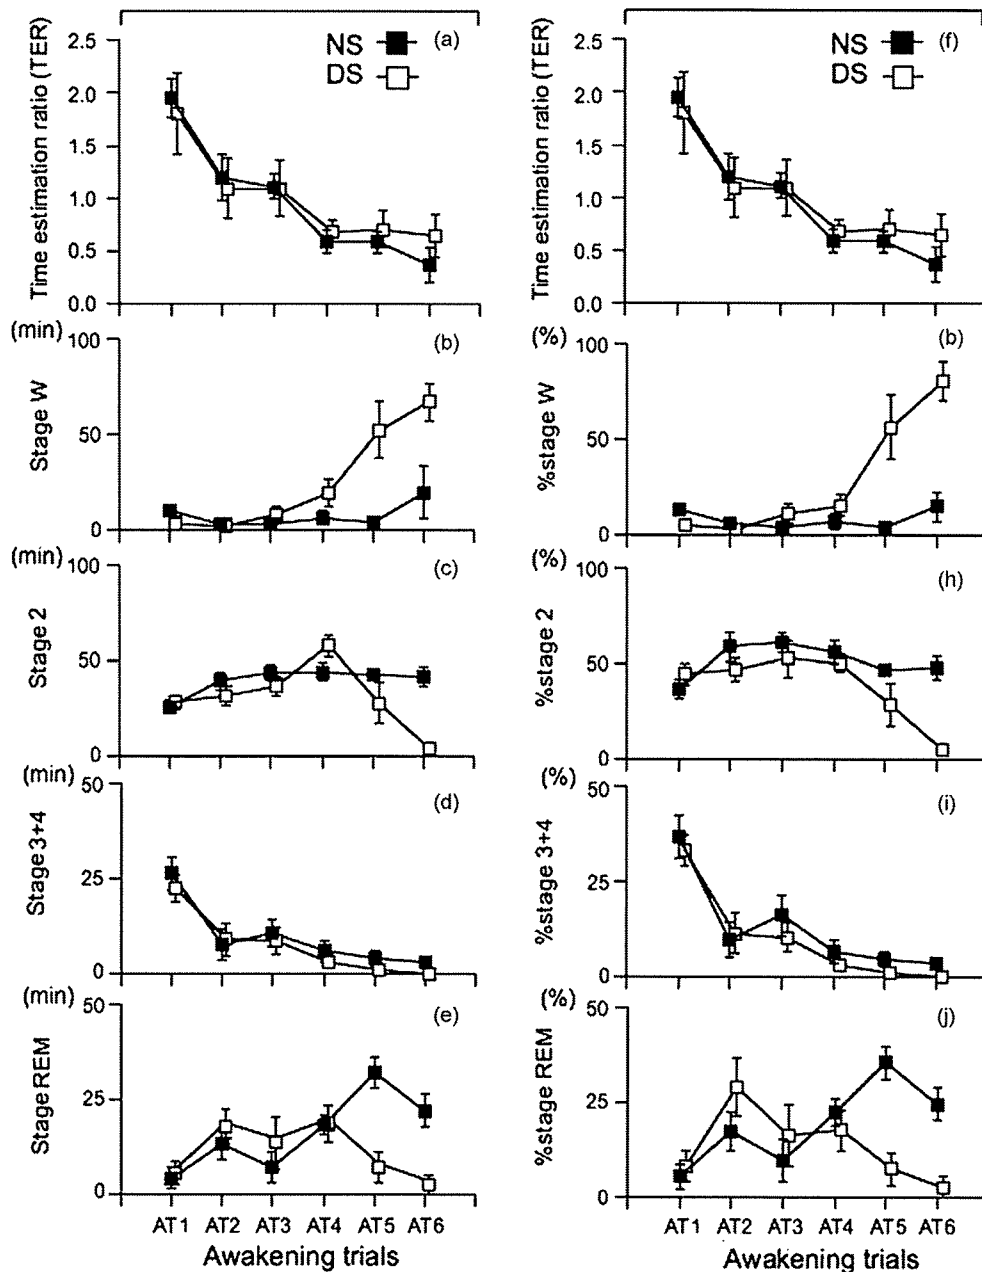 Time estimation ratio (TER)
2.5
2.0
1.5
1.0
0.5
0.0
NS
DS
(a)
(min)
Stage W
100
50
0
(b)
(min)
Stage 2
100
50
0
(c)
(min)
Stage 3+4
50
25
0
(d)
(min)
Stage REM
50
25
0
(e)
AT1 AT2 AT3 AT4 AT5 AT6
Awakening trials
Time estimation ratio (TER)
2.5
2.0
1.5
1.0
0.5
0.0
NS
DS
(f)
(%)
%stage W
100
50
0
(b)
(%)
%stage 2
100
50
0
(h)
(%)
%stage 3+4
50
25
0
(i)
(%)
%stage REM
50
25
0
(j)
AT1 AT2 AT3 AT4 AT5 AT6
Awakening trials